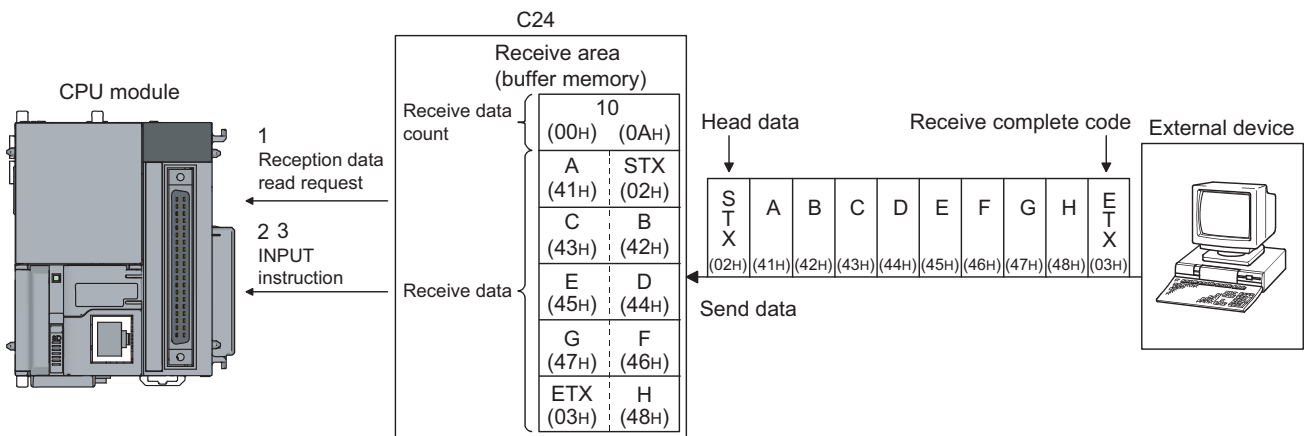 C24
Receive area
(buffer memory)
CPU module
1
Reception data
read request
2 3
INPUT
instruction
Receive data
count
10
(00H) (0AH)
Receive data
A STX
(41H) (02H)
C B
(43H) (42H)
E D
(45H) (44H)
G F
(47H) (46H)
ETX H
(03H) (48H)
Head data
Receive complete code
External device
STX A B C D E F G H ETX
(02H) (41H) (42H) (43H) (44H) (45H) (46H) (47H) (48H) (03H)
Send data